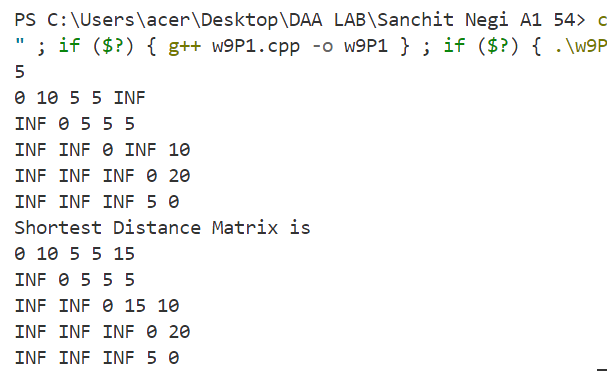 PS C:\Users\acer\Desktop\DAA LAB\Sanchit Negi A1 54> c
" ; if ($?) { g++ w9P1.cpp -o w9P1 } ; if ($?) { .\w9P
5
0 10 5 5 INF
INF 0 5 5 5
INF INF 0 INF 10
INF INF INF 0 20
INF INF INF 5 0
Shortest Distance Matrix is
0 10 5 5 15
INF 0 5 5 5
INF INF 0 15 10
INF INF INF 0 20
INF INF INF 5 0